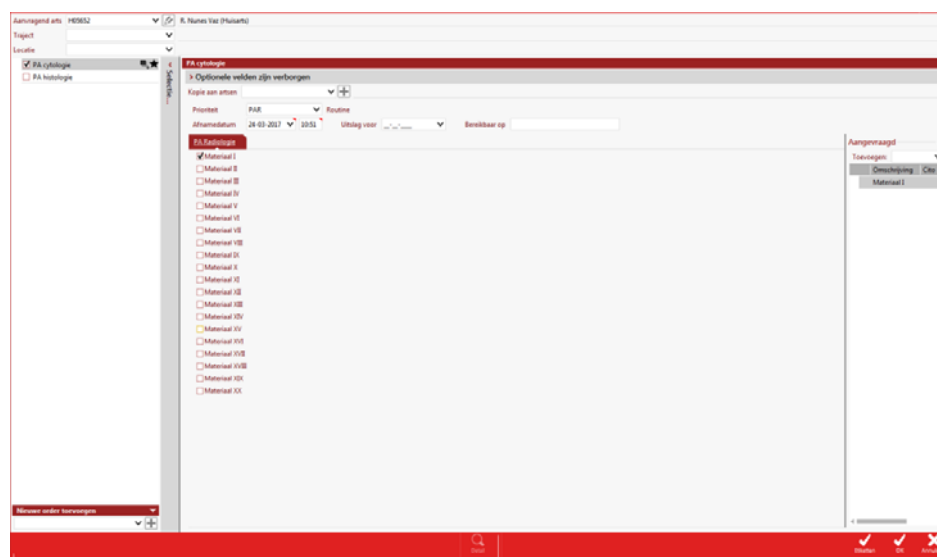 Aanvragend arts H05652 R. Nunes Vaz (Huisarts)
Traject
Locatie
PA cytologie
PA histologie
Selectie...
PA cytologie
Optionele velden zijn verborgen
Kopie aan artsen
Prioriteit PAR Routine
Afnamedatum 24-03-2017 10:51 Uitslag voor _-_-___ Bereikbaar op
PA Radiologie
Materiaal I
Materiaal II
Materiaal III
Materiaal IV
Materiaal V
Materiaal VI
Materiaal VII
Materiaal VIII
Materiaal IX
Materiaal X
Materiaal XI
Materiaal XII
Materiaal XIII
Materiaal XIV
Materiaal XV
Materiaal XVI
Materiaal XVII
Materiaal XVIII
Materiaal XIX
Materiaal XX
Aangevraagd
Toevoegen:
Omschrijving Cito
Materiaal I
Nieuwe order toevoegen
Etiketten OK